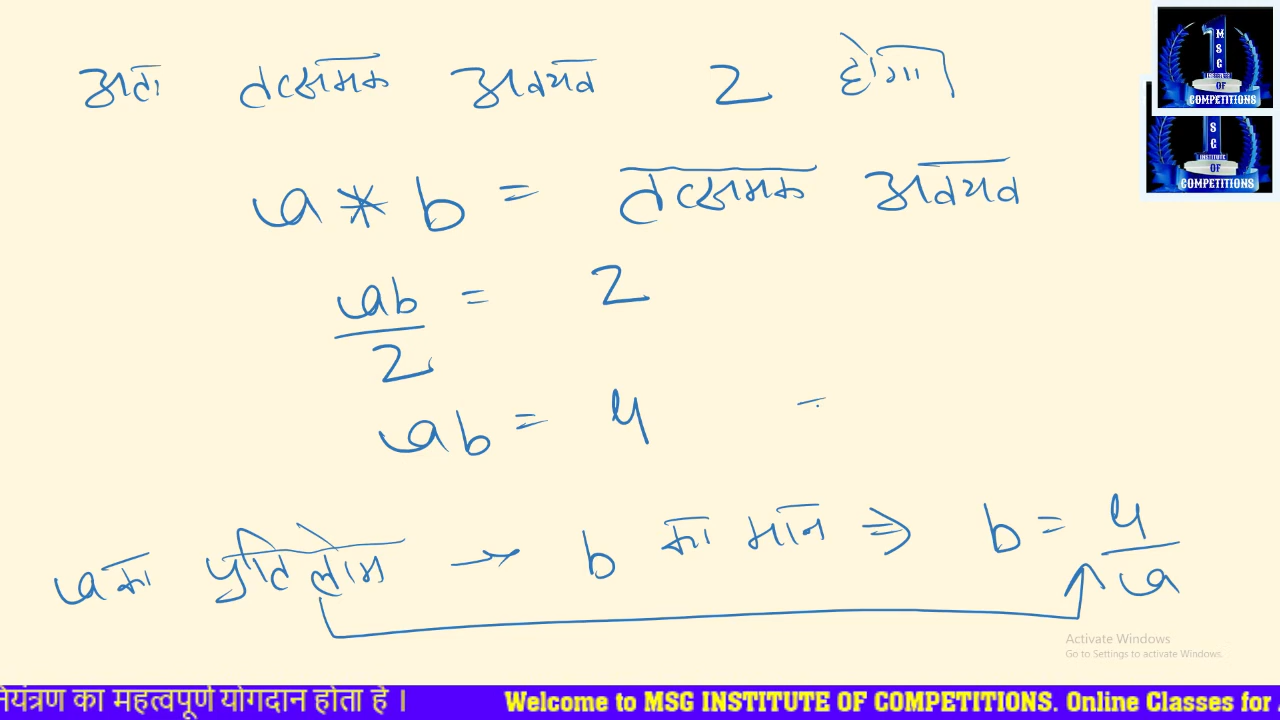 अतः तत्समक अवयव 2 होगा
a * b = तत्समक अवयव
ab/2 = 2
ab = 4 =
a का प्रतिलोम → b का मान ⇒ b = 4/a
1
M
S
G
INSTITUTE
OF
COMPETITIONS
S
G
INSTITUTE
OF
COMPETITIONS
Activate Windows
Go to Settings to activate Windows.
नियंत्रण का महत्वपूर्ण योगदान होता है । Welcome to MSG INSTITUTE OF COMPETITIONS. Online Classes for